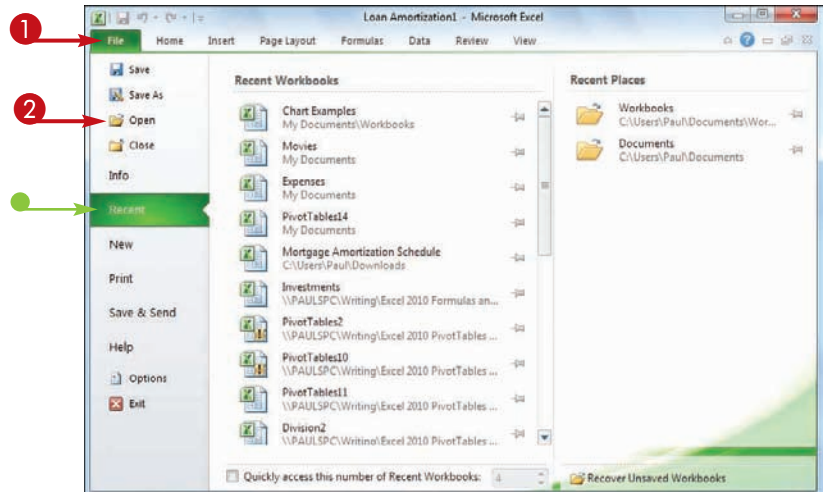 Loan Amortization1 - Microsoft Excel
1
File Home Insert Page Layout Formulas Data Review View
2
Save
Save As
Open
Close
Info
Recent
New
Print
Save & Send
Help
Options
Exit
Recent Workbooks
Chart Examples
My Documents\Workbooks
Movies
My Documents
Expenses
My Documents
PivotTables14
My Documents
Mortgage Amortization Schedule
C:\Users\Paul\Downloads
Investments
\\PAULSPC\Writing\Excel 2010 Formulas an...
PivotTables2
\\PAULSPC\Writing\Excel 2010 PivotTables ...
PivotTables10
\\PAULSPC\Writing\Excel 2010 PivotTables ...
PivotTables11
\\PAULSPC\Writing\Excel 2010 PivotTables ...
Division2
\\PAULSPC\Writing\Excel 2010 PivotTables ...
Quickly access this number of Recent Workbooks: 4
Recent Places
Workbooks
C:\Users\Paul\Documents\Wor...
Documents
C:\Users\Paul\Documents
Recover Unsaved Workbooks